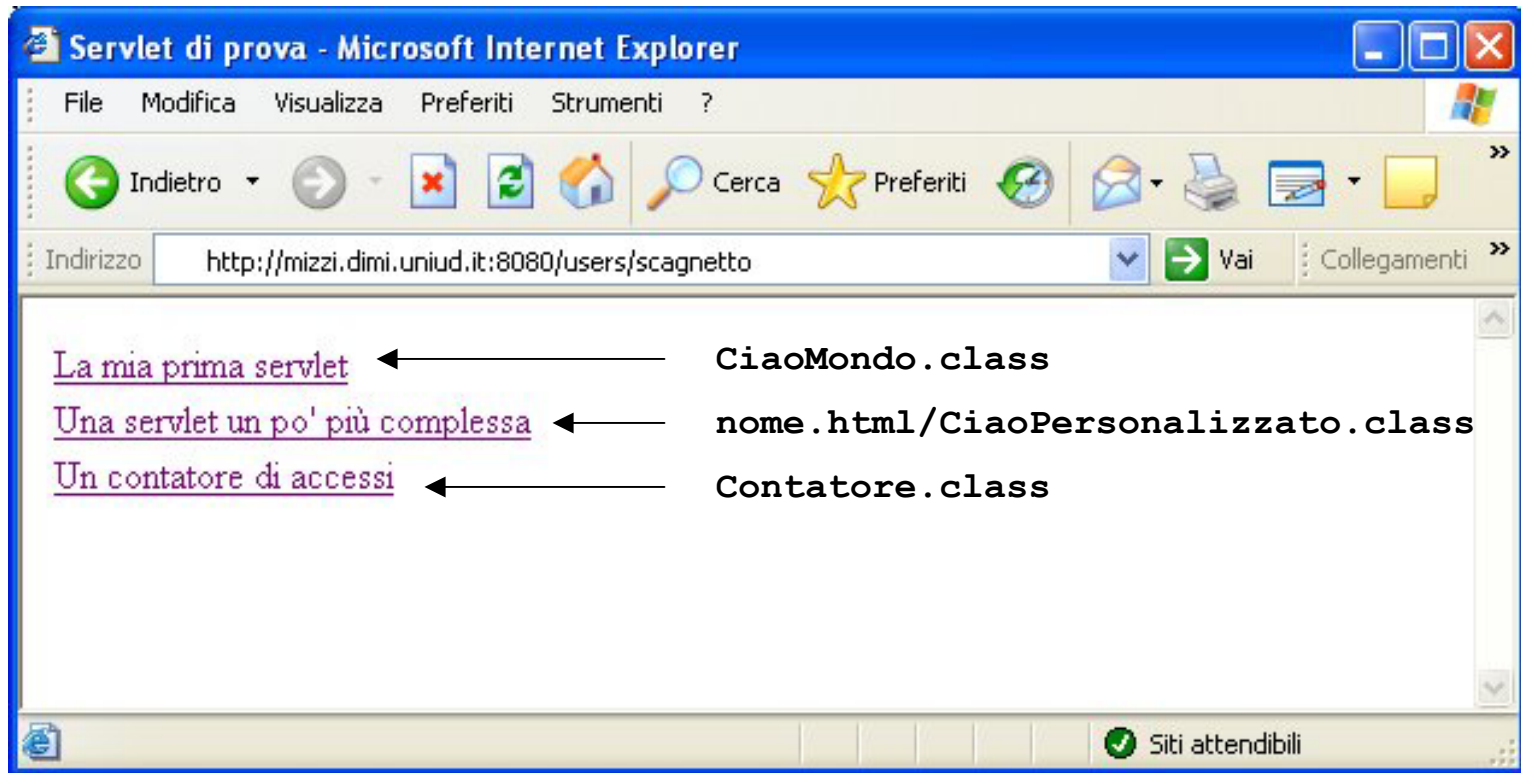 Servlet di prova - Microsoft Internet Explorer
File Modifica Visualizza Preferiti Strumenti ?
Indietro Cerca Preferiti »
Indirizzo http://mizzi.dimi.uniud.it:8080/users/scagnetto Vai Collegamenti »
La mia prima servlet CiaoMondo.class
Una servlet un po' più complessa nome.html/CiaoPersonalizzato.class
Un contatore di accessi Contatore.class
Siti attendibili